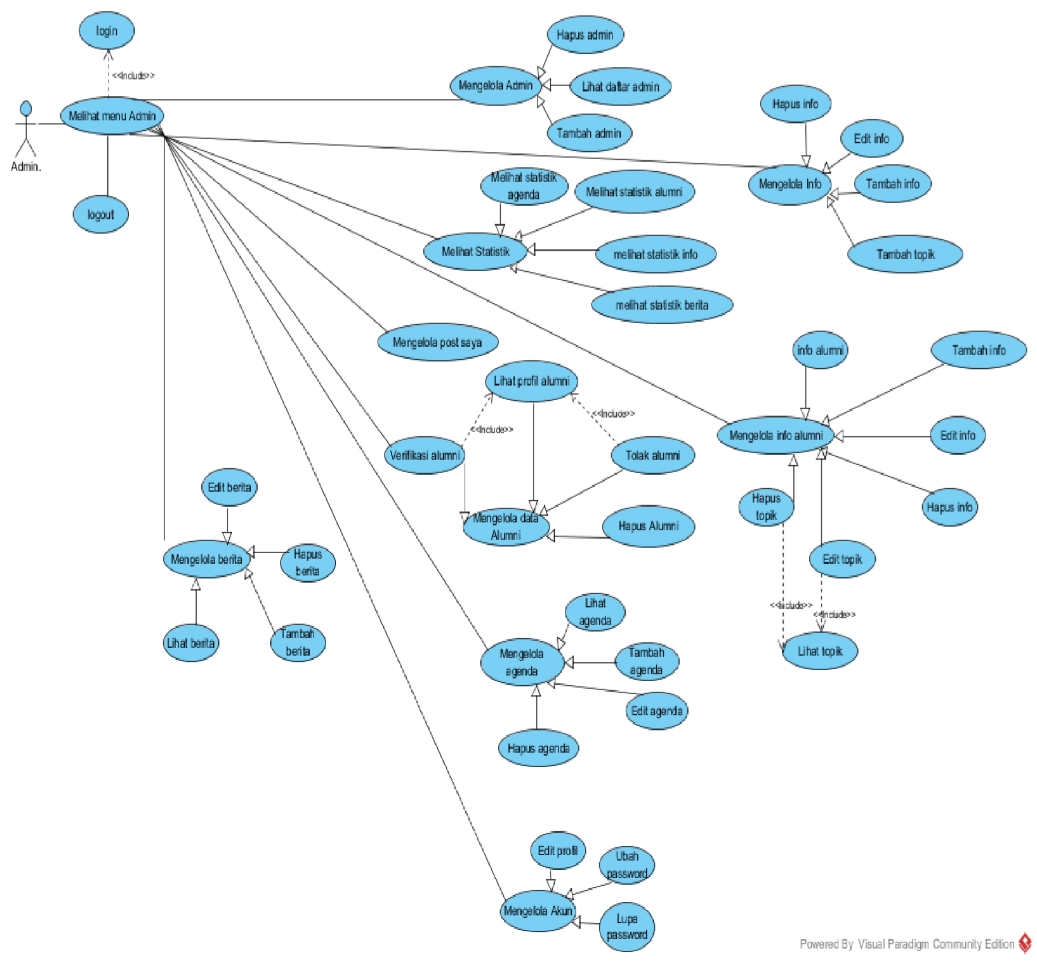 login
<<Include>>
Melihat menu Admin
Admin.
logout
Hapus admin
Mengelola Admin
Lihat daftar admin
Tambah admin
Hapus info
Edit info
Mengelola Info
Tambah info
Tambah topik
Melihat statistik
agenda
Melihat statistik alumni
Melihat Statistik
melihat statistik info
melihat statistik berita
Mengelola post saya
info alumni
Tambah info
Mengelola info alumni
Edit info
Hapus info
Hapus
topik
Edit topik
<<Include>>
<<Include>>
Lihat topik
Lihat profil alumni
<<Include>>
<<Include>>
Verifikasi alumni
Tolak alumni
Mengelola data
Alumni
Hapus Alumni
Edit berita
Mengelola berita
Hapus
berita
Lihat berita
Tambah
berita
Lihat
agenda
Mengelola
agenda
Tambah
agenda
Edit agenda
Hapus agenda
Edit profil
Ubah
password
Mengelola Akun
Lupa
password
Powered By Visual Paradigm Community Edition